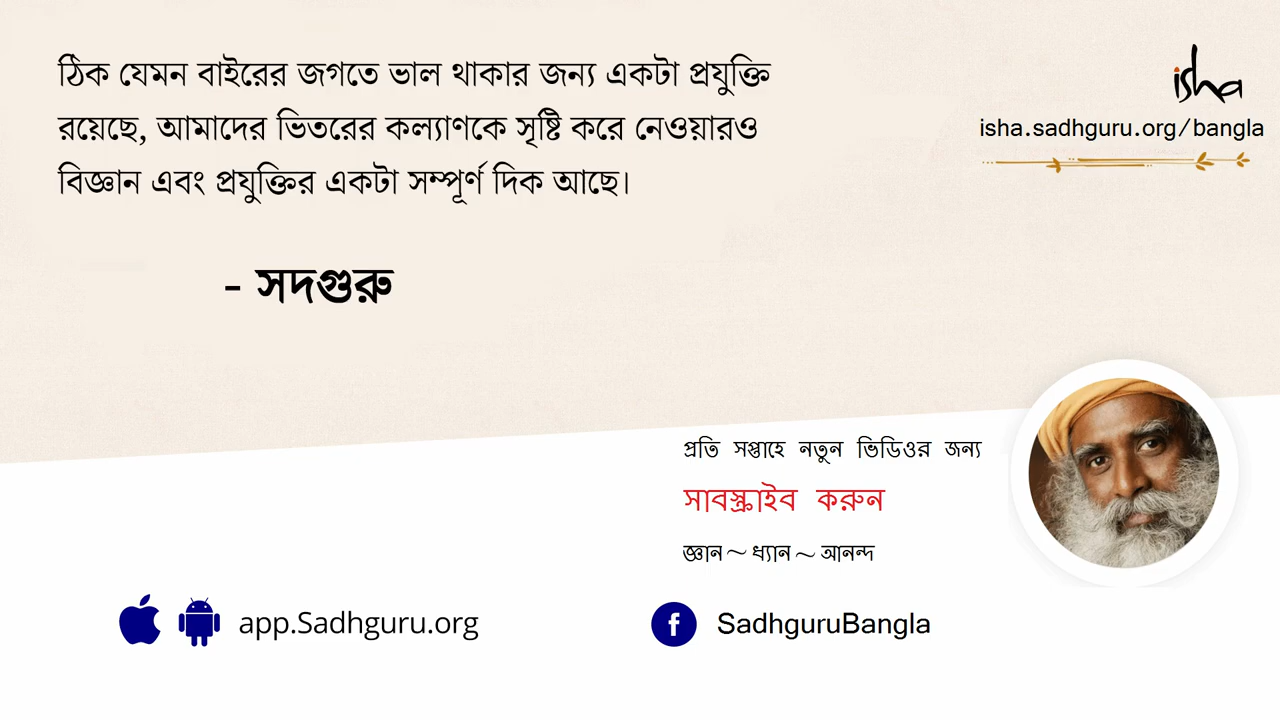 ঠিক যেমন বাইরের জগতে ভাল থাকার জন্য একটা প্রযুক্তি
রয়েছে, আমাদের ভিতরের কল্যাণকে সৃষ্টি করে নেওয়ারও
বিজ্ঞান এবং প্রযুক্তির একটা সম্পূর্ণ দিক আছে।
- সদগুরু
isha
isha.sadhguru.org/bangla
প্রতি সপ্তাহে নতুন ভিডিওর জন্য
সাবস্ক্রাইব করুন
জ্ঞান ~ ধ্যান ~ আনন্দ
app.Sadhguru.org
f SadhguruBangla